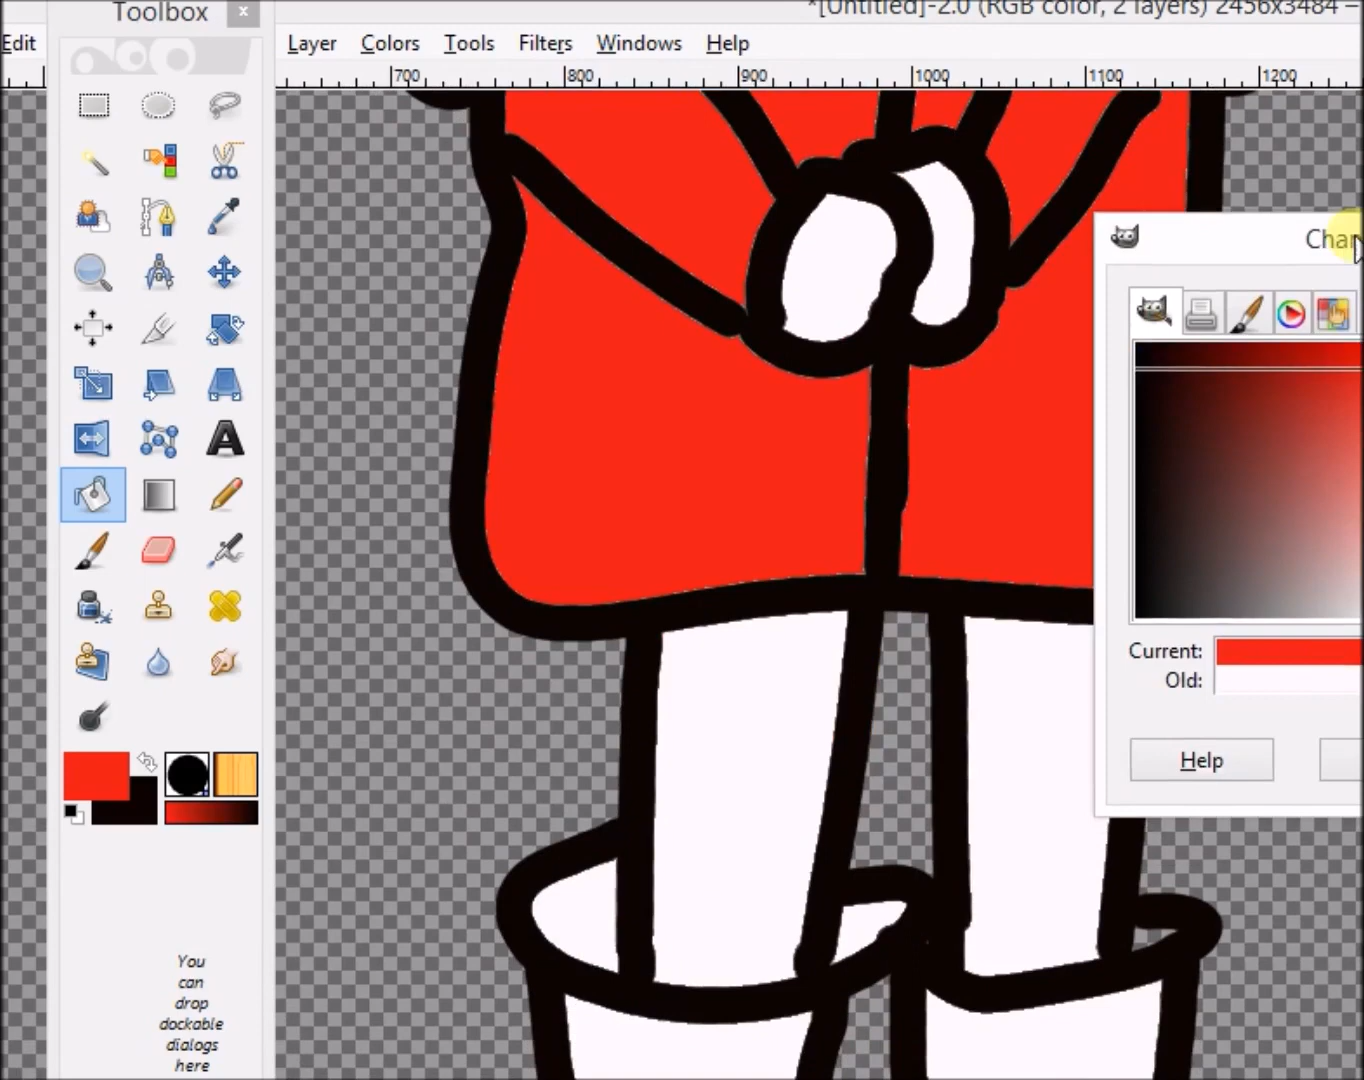 Toolbox
x
*[Untitled]-2.0 (RGB color, 2 layers) 2456x3484 –
Edit
Layer Colors Tools Filters Windows Help
700 800 900 1000 1100 1200
Char
A
Current:
Old:
Help
You
can
drop
dockable
dialogs
here